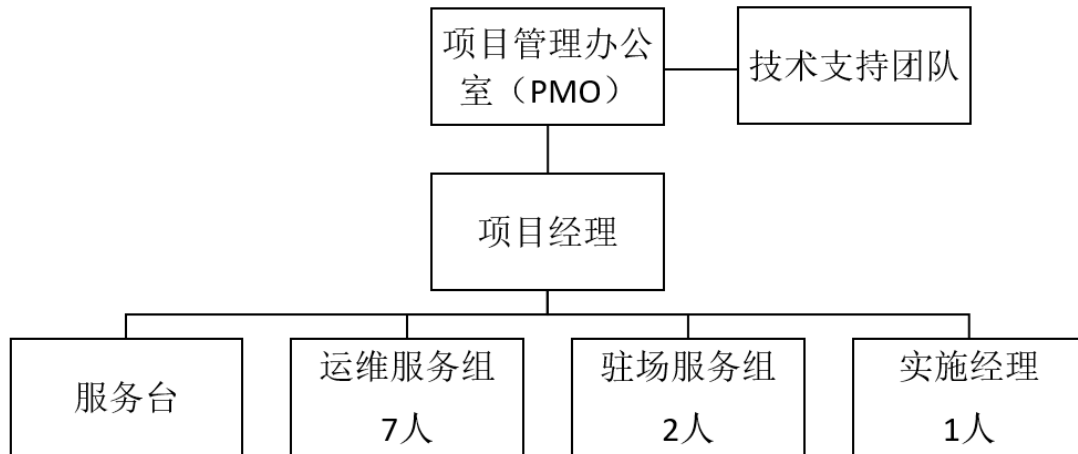 项目管理办公
室（PMO）
技术支持团队
项目经理
服务台
运维服务组
7人
驻场服务组
2人
实施经理
1人